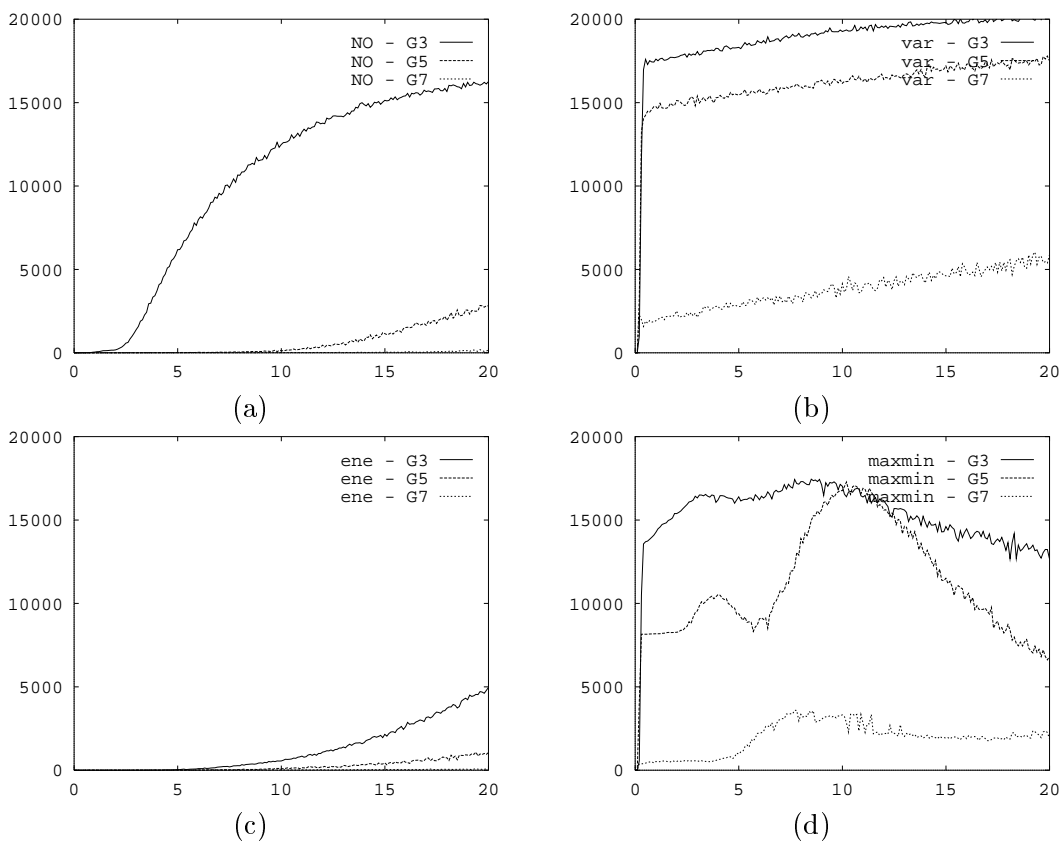 20000
NO - G3
NO - G5
NO - G7
15000
10000
5000
0
0 5 10 15 20
(a)
20000
var - G3
var - G5
var - G7
15000
10000
5000
0
0 5 10 15 20
(b)
20000
ene - G3
ene - G5
ene - G7
15000
10000
5000
0
0 5 10 15 20
(c)
20000
maxmin - G3
maxmin - G5
maxmin - G7
15000
10000
5000
0
0 5 10 15 20
(d)